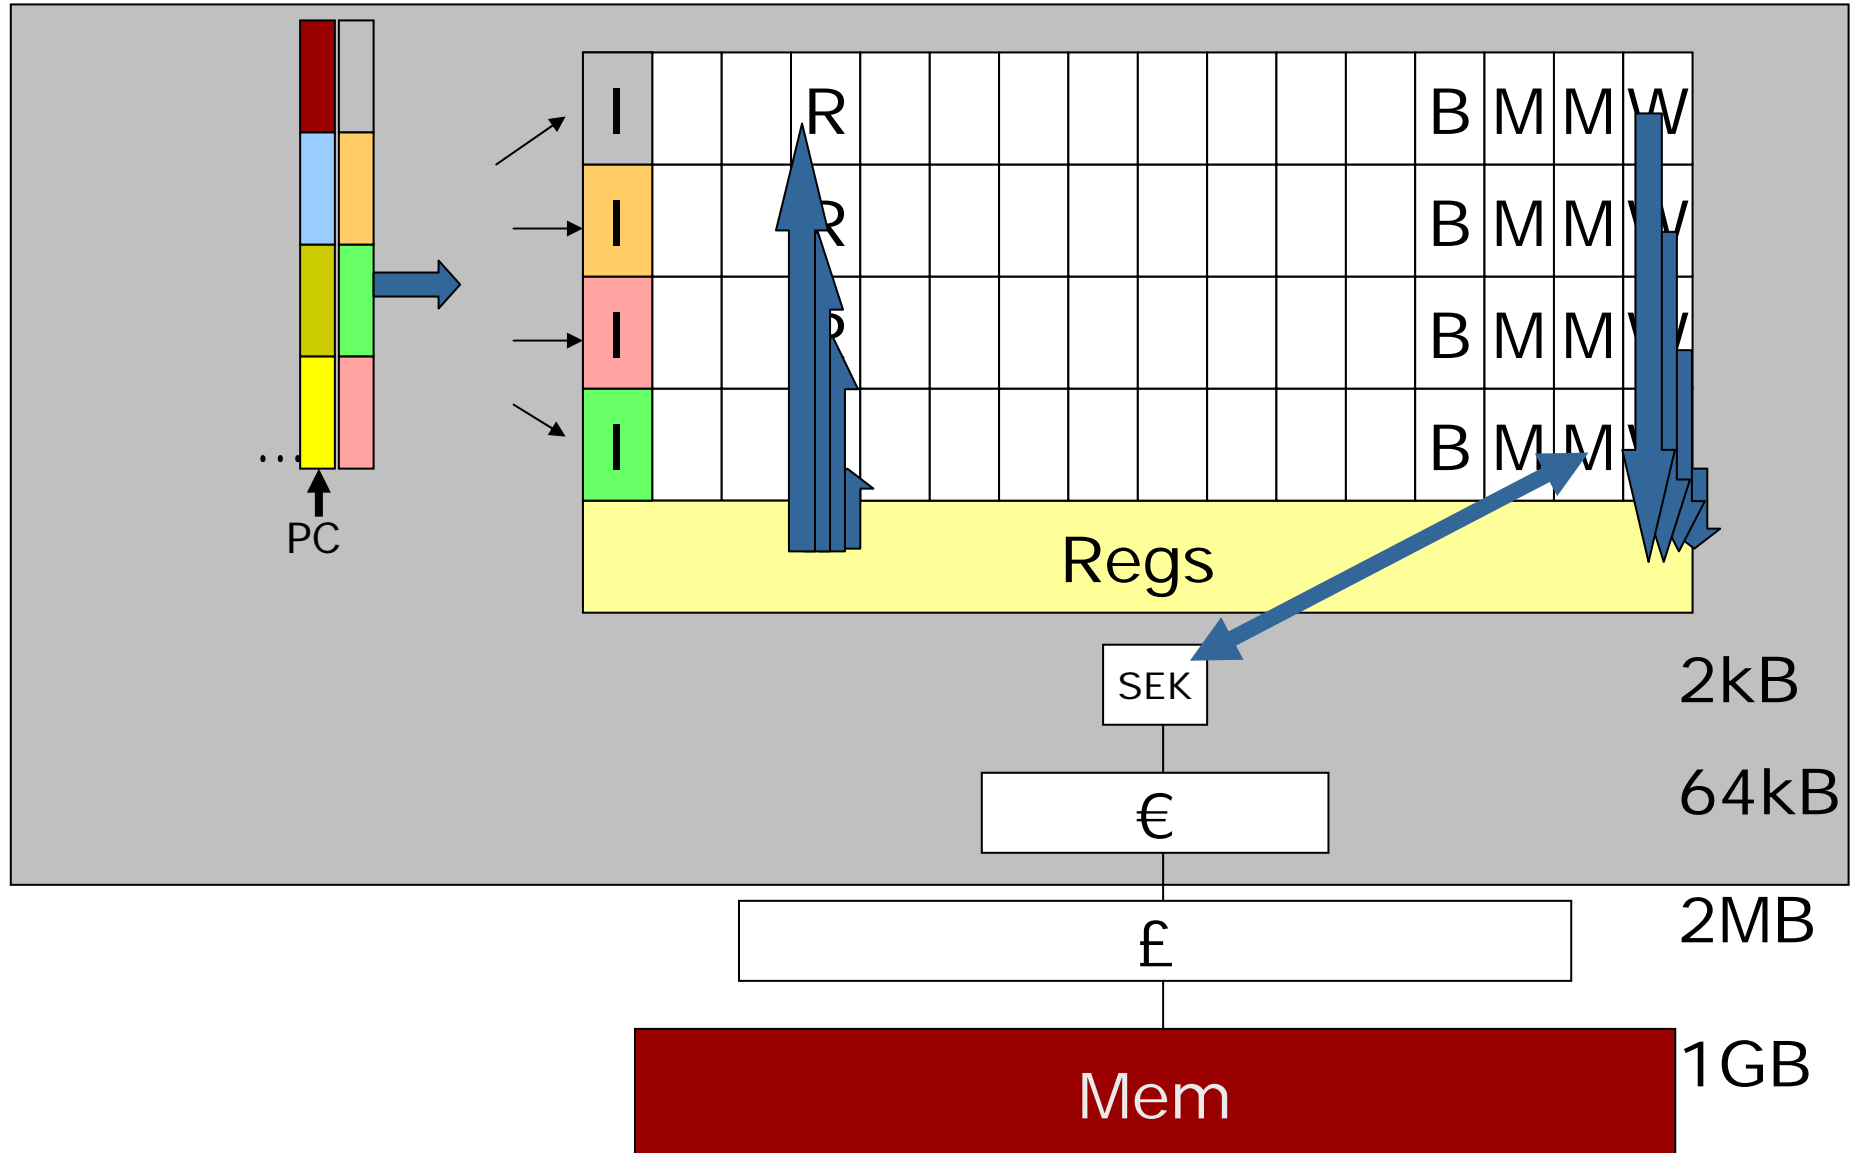 I R B M M W
I R B M M W
I R B M M W
I B M M
...
PC
Regs
SEK 2kB
€ 64kB
£ 2MB
Mem 1GB